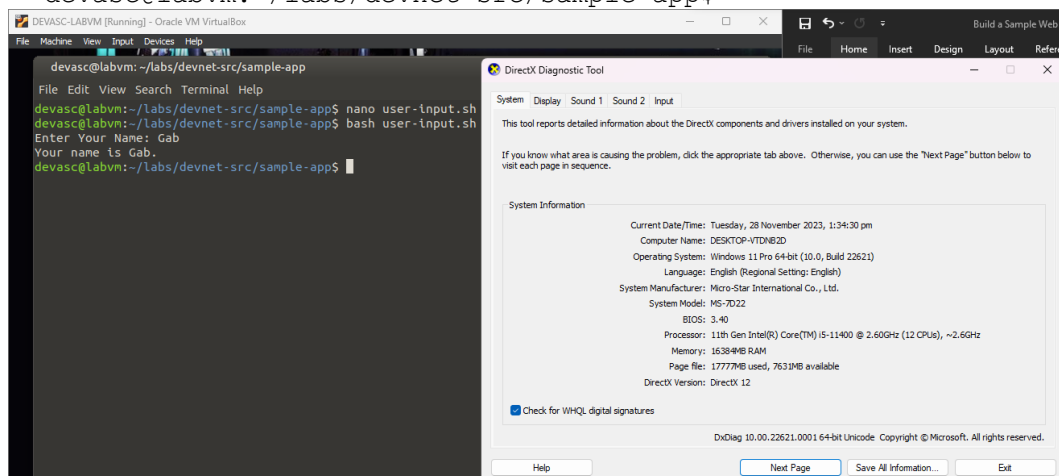 devasc@labvm:~/labs/devnet-src/sample-app$
DEVASC-LABVM [Running] - Oracle VM VirtualBox
File Machine View Input Devices Help
devasc@labvm: ~/labs/devnet-src/sample-app
File Edit View Search Terminal Help
devasc@labvm:~/labs/devnet-src/sample-app$ nano user-input.sh
devasc@labvm:~/labs/devnet-src/sample-app$ bash user-input.sh
Enter Your Name: Gab
Your name is Gab.
devasc@labvm:~/labs/devnet-src/sample-app$
Build a Sample Web
File Home Insert Design Layout Refer
DirectX Diagnostic Tool
System Display Sound 1 Sound 2 Input
This tool reports detailed information about the DirectX components and drivers installed on your system.
If you know what area is causing the problem, click the appropriate tab above. Otherwise, you can use the "Next Page" button below to
visit each page in sequence.
System Information
Current Date/Time: Tuesday, 28 November 2023, 1:34:30 pm
Computer Name: DESKTOP-VTDNB2D
Operating System: Windows 11 Pro 64-bit (10.0, Build 22621)
Language: English (Regional Setting: English)
System Manufacturer: Micro-Star International Co., Ltd.
System Model: MS-7D22
BIOS: 3.40
Processor: 11th Gen Intel(R) Core(TM) i5-11400 @ 2.60GHz (12 CPUs), ~2.6GHz
Memory: 16384MB RAM
Page file: 17777MB used, 7631MB available
DirectX Version: DirectX 12
Check for WHQL digital signatures
DxDiag 10.00.22621.0001 64-bit Unicode Copyright © Microsoft. All rights reserved.
Help Next Page Save All Information... Exit